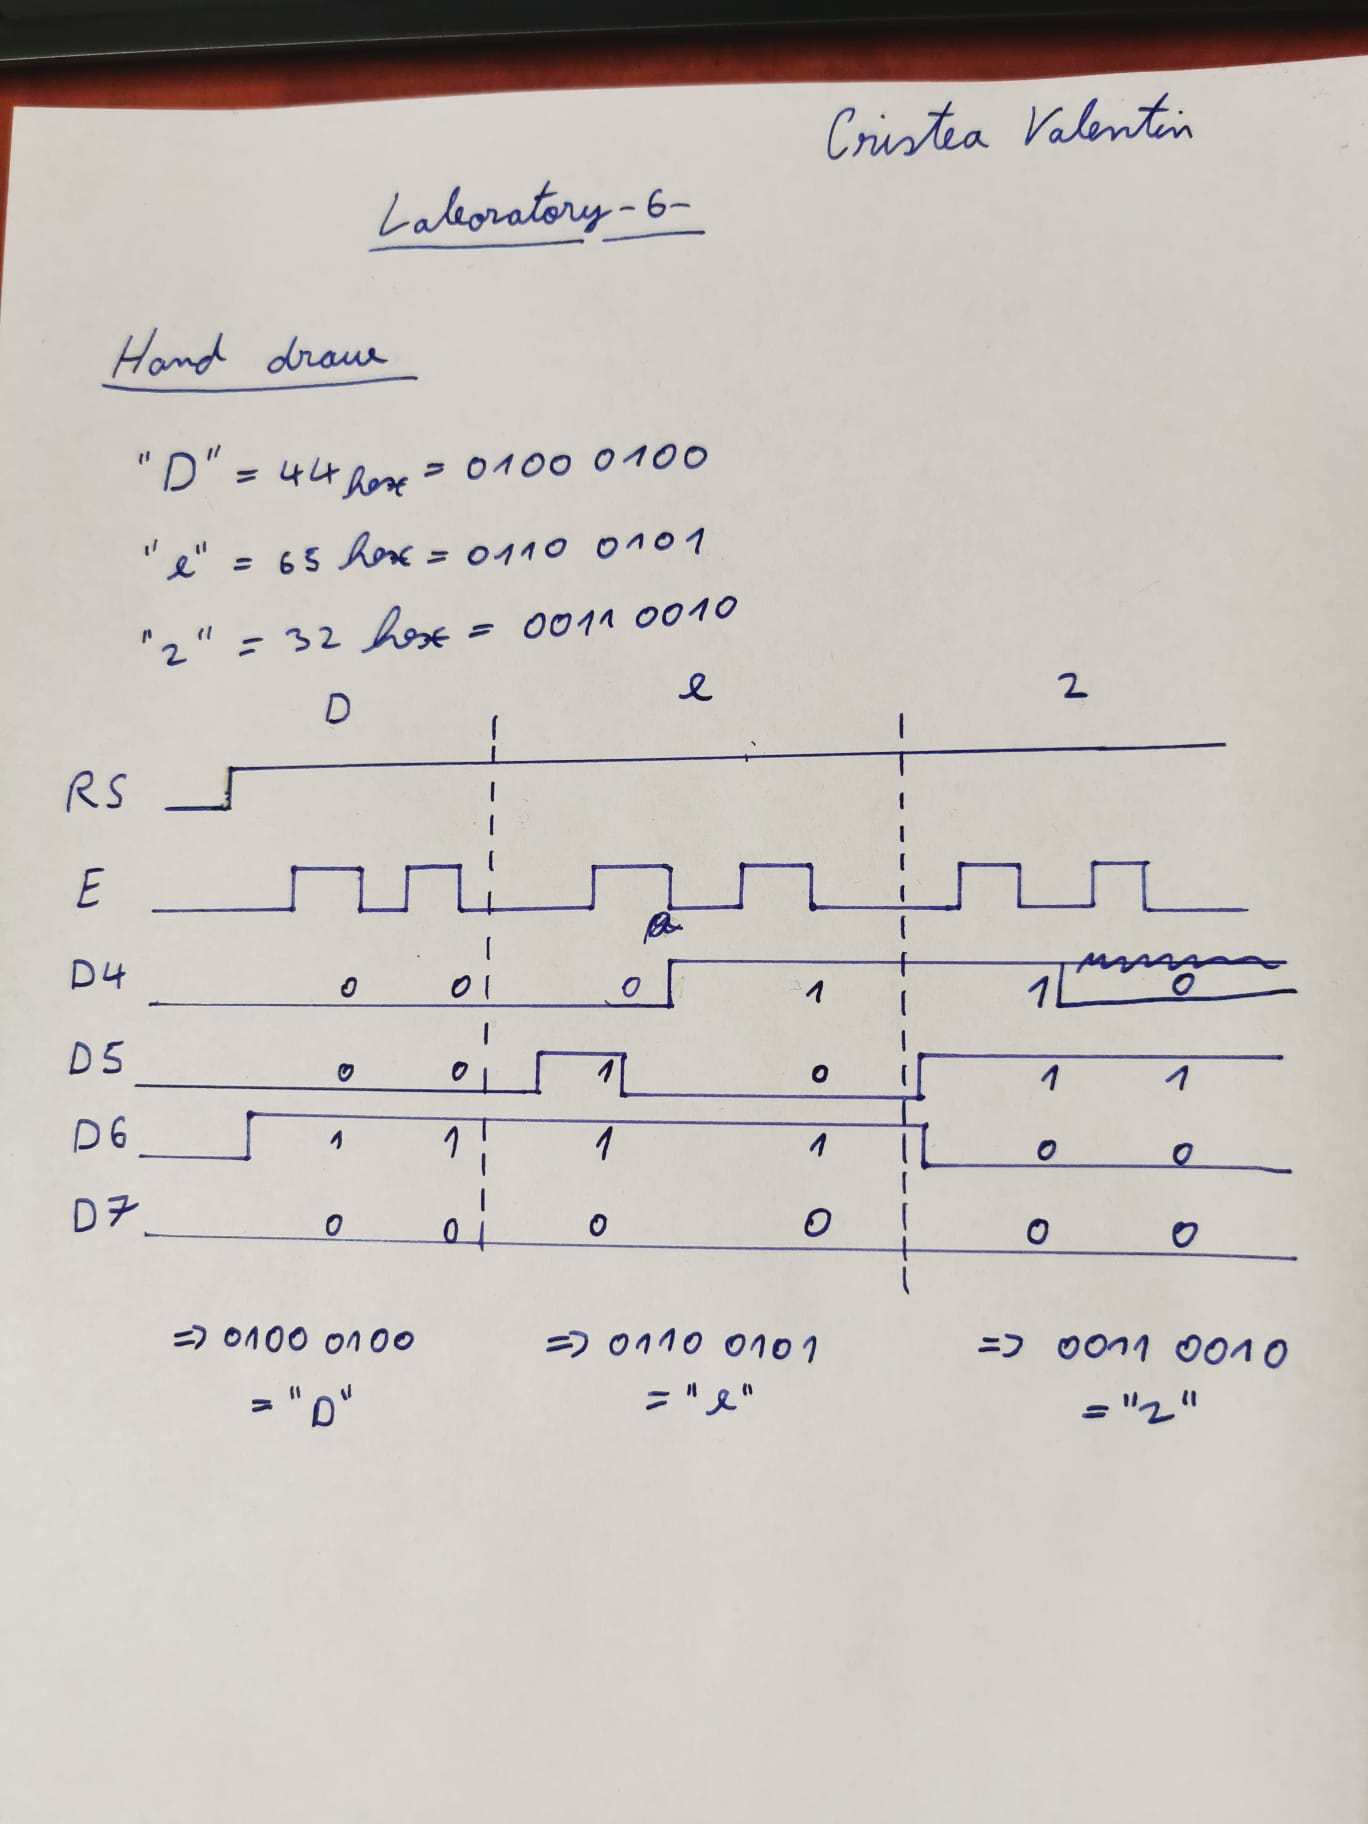 Cristea Valentin
Laboratory -6-
Hand drawe
"D" = 44 hex = 0100 0100
"e" = 65 hex = 0110 0101
"2" = 32 hex = 0011 0010
D e 2
RS
E
D4 0 0 0 1 1 0
D5 0 0 1 0 1 1
D6 1 1 1 1 0 0
D7 0 0 0 0 0 0
=> 0100 0100 => 0110 0101 => 0011 0010
= "D" = "e" = "2"